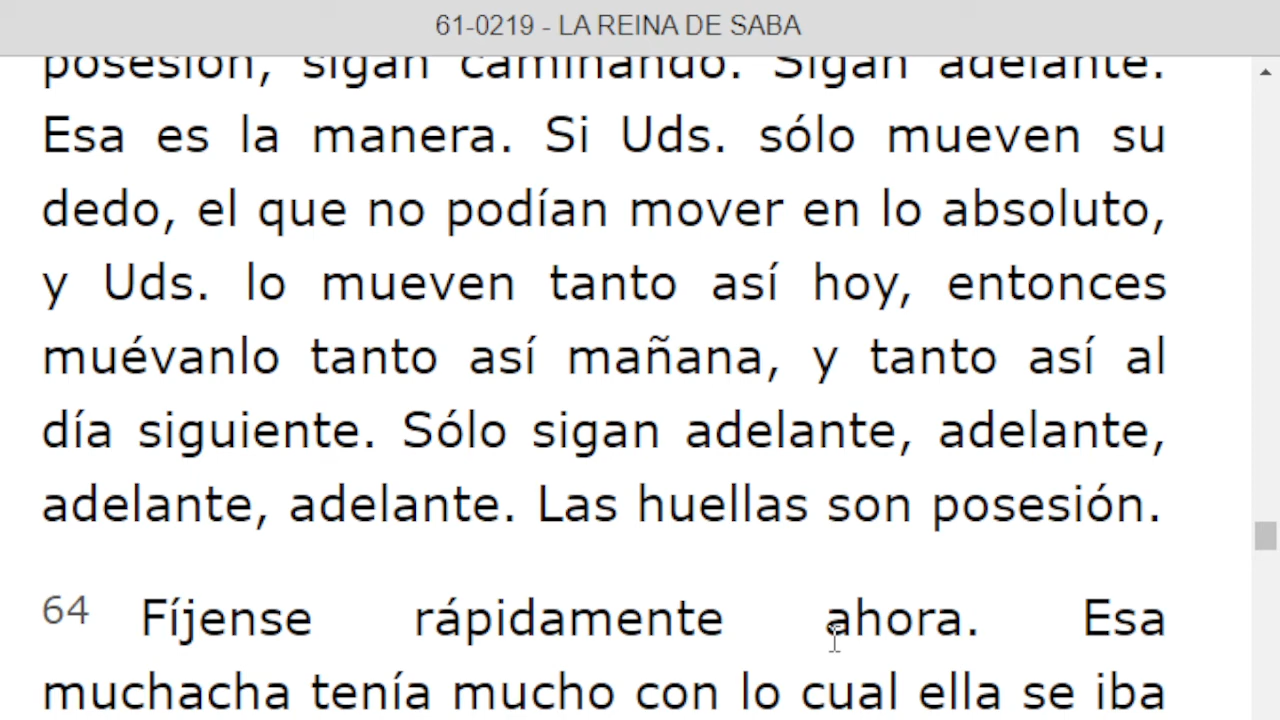 61-0219 - LA REINA DE SABA
posesión, sigan caminando. Sigan adelante.
Esa es la manera. Si Uds. sólo mueven su
dedo, el que no podían mover en lo absoluto,
y Uds. lo mueven tanto así hoy, entonces
muévanlo tanto así mañana, y tanto así al
día siguiente. Sólo sigan adelante, adelante,
adelante, adelante. Las huellas son posesión.
64 Fíjense rápidamente ahora. Esa
muchacha tenía mucho con lo cual ella se iba